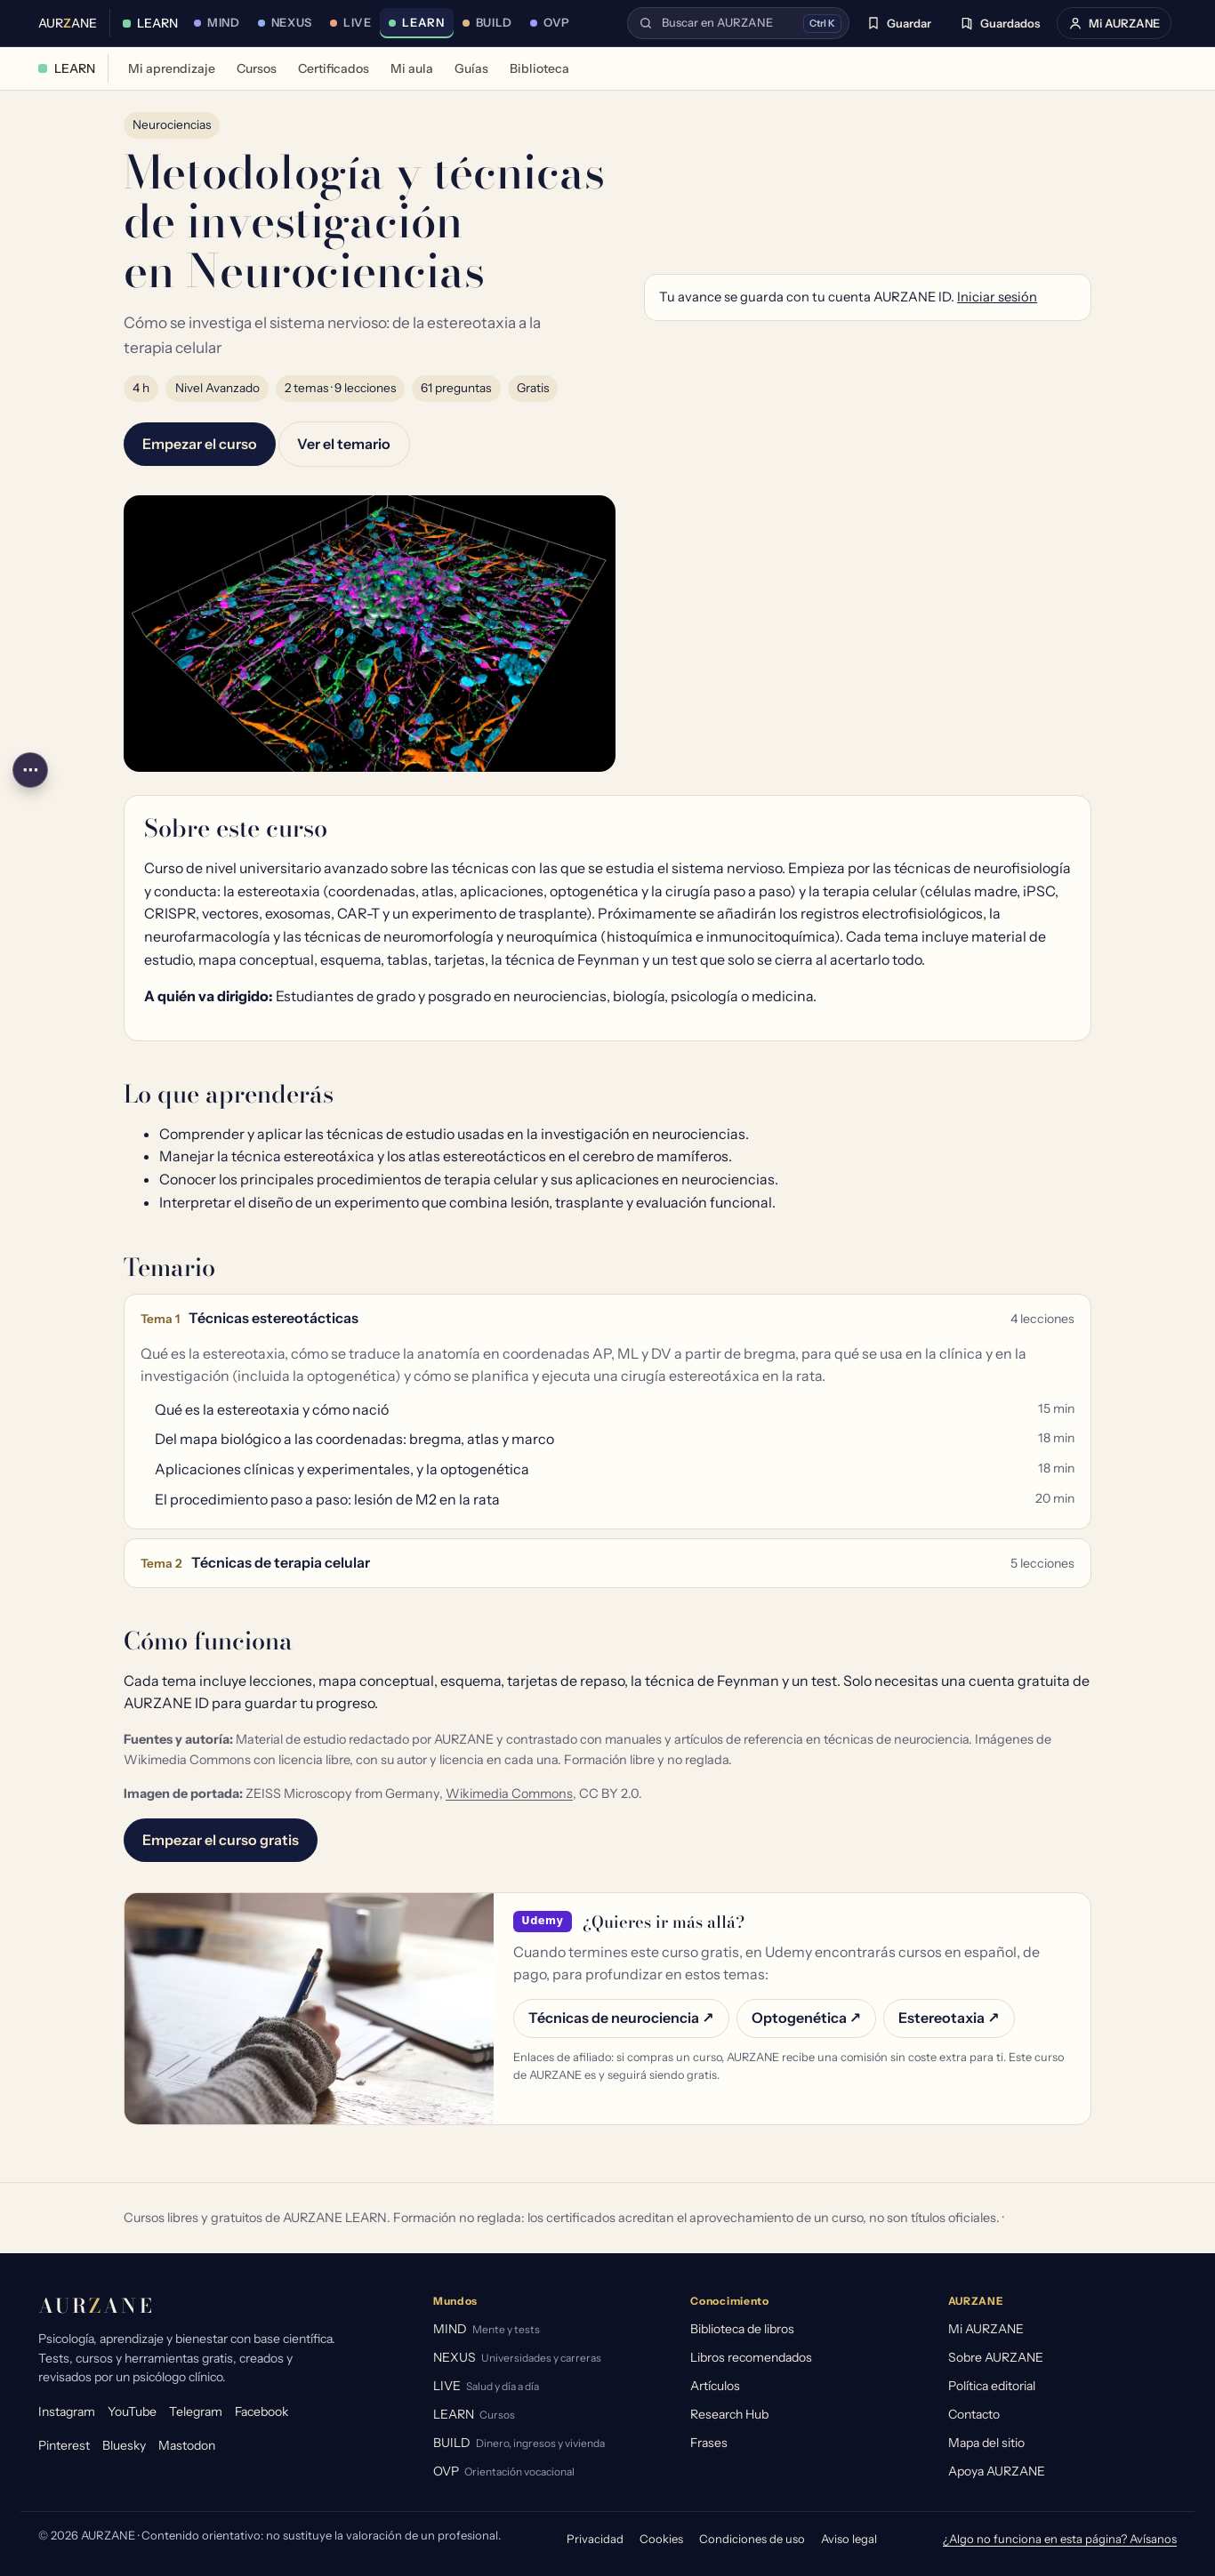 AURZANE LEARN MIND NEXUS LIVE LEARN BUILD OVP Buscar en AURZANE Ctrl K Guardar Guardados Mi AURZANE
LEARN Mi aprendizaje Cursos Certificados Mi aula Guías Biblioteca
Neurociencias
Metodología y técnicas
de investigación
en Neurociencias
Cómo se investiga el sistema nervioso: de la estereotaxia a la
terapia celular
4 h Nivel Avanzado 2 temas · 9 lecciones 61 preguntas Gratis
Empezar el curso Ver el temario
Tu avance se guarda con tu cuenta AURZANE ID. Iniciar sesión
Sobre este curso
Curso de nivel universitario avanzado sobre las técnicas con las que se estudia el sistema nervioso. Empieza por las técnicas de neurofisiología
y conducta: la estereotaxia (coordenadas, atlas, aplicaciones, optogenética y la cirugía paso a paso) y la terapia celular (células madre, iPSC,
CRISPR, vectores, exosomas, CAR-T y un experimento de trasplante). Próximamente se añadirán los registros electrofisiológicos, la
neurofarmacología y las técnicas de neuromorfología y neuroquímica (histoquímica e inmunocitoquímica). Cada tema incluye material de
estudio, mapa conceptual, esquema, tablas, tarjetas, la técnica de Feynman y un test que solo se cierra al acertarlo todo.
A quién va dirigido: Estudiantes de grado y posgrado en neurociencias, biología, psicología o medicina.
Lo que aprenderás
• Comprender y aplicar las técnicas de estudio usadas en la investigación en neurociencias.
• Manejar la técnica estereotáxica y los atlas estereotácticos en el cerebro de mamíferos.
• Conocer los principales procedimientos de terapia celular y sus aplicaciones en neurociencias.
• Interpretar el diseño de un experimento que combina lesión, trasplante y evaluación funcional.
Temario
Tema 1 Técnicas estereotácticas 4 lecciones
Qué es la estereotaxia, cómo se traduce la anatomía en coordenadas AP, ML y DV a partir de bregma, para qué se usa en la clínica y en la
investigación (incluida la optogenética) y cómo se planifica y ejecuta una cirugía estereotáxica en la rata.
Qué es la estereotaxia y cómo nació 15 min
Del mapa biológico a las coordenadas: bregma, atlas y marco 18 min
Aplicaciones clínicas y experimentales, y la optogenética 18 min
El procedimiento paso a paso: lesión de M2 en la rata 20 min
Tema 2 Técnicas de terapia celular 5 lecciones
Cómo funciona
Cada tema incluye lecciones, mapa conceptual, esquema, tarjetas de repaso, la técnica de Feynman y un test. Solo necesitas una cuenta gratuita de
AURZANE ID para guardar tu progreso.
Fuentes y autoría: Material de estudio redactado por AURZANE y contrastado con manuales y artículos de referencia en técnicas de neurociencia. Imágenes de
Wikimedia Commons con licencia libre, con su autor y licencia en cada una. Formación libre y no reglada.
Imagen de portada: ZEISS Microscopy from Germany, Wikimedia Commons, CC BY 2.0.
Empezar el curso gratis
Udemy ¿Quieres ir más allá?
Cuando termines este curso gratis, en Udemy encontrarás cursos en español, de
pago, para profundizar en estos temas:
Técnicas de neurociencia ↗ Optogenética ↗ Estereotaxia ↗
Enlaces de afiliado: si compras un curso, AURZANE recibe una comisión sin coste extra para ti. Este curso
de AURZANE es y seguirá siendo gratis.
Cursos libres y gratuitos de AURZANE LEARN. Formación no reglada: los certificados acreditan el aprovechamiento de un curso, no son títulos oficiales. ·
AURZANE
Psicología, aprendizaje y bienestar con base científica.
Tests, cursos y herramientas gratis, creados y
revisados por un psicólogo clínico.
Instagram YouTube Telegram Facebook
Pinterest Bluesky Mastodon
Mundos
MIND Mente y tests
NEXUS Universidades y carreras
LIVE Salud y día a día
LEARN Cursos
BUILD Dinero, ingresos y vivienda
OVP Orientación vocacional
Conocimiento
Biblioteca de libros
Libros recomendados
Artículos
Research Hub
Frases
AURZANE
Mi AURZANE
Sobre AURZANE
Política editorial
Contacto
Mapa del sitio
Apoya AURZANE
© 2026 AURZANE · Contenido orientativo: no sustituye la valoración de un profesional. Privacidad Cookies Condiciones de uso Aviso legal ¿Algo no funciona en esta página? Avísanos